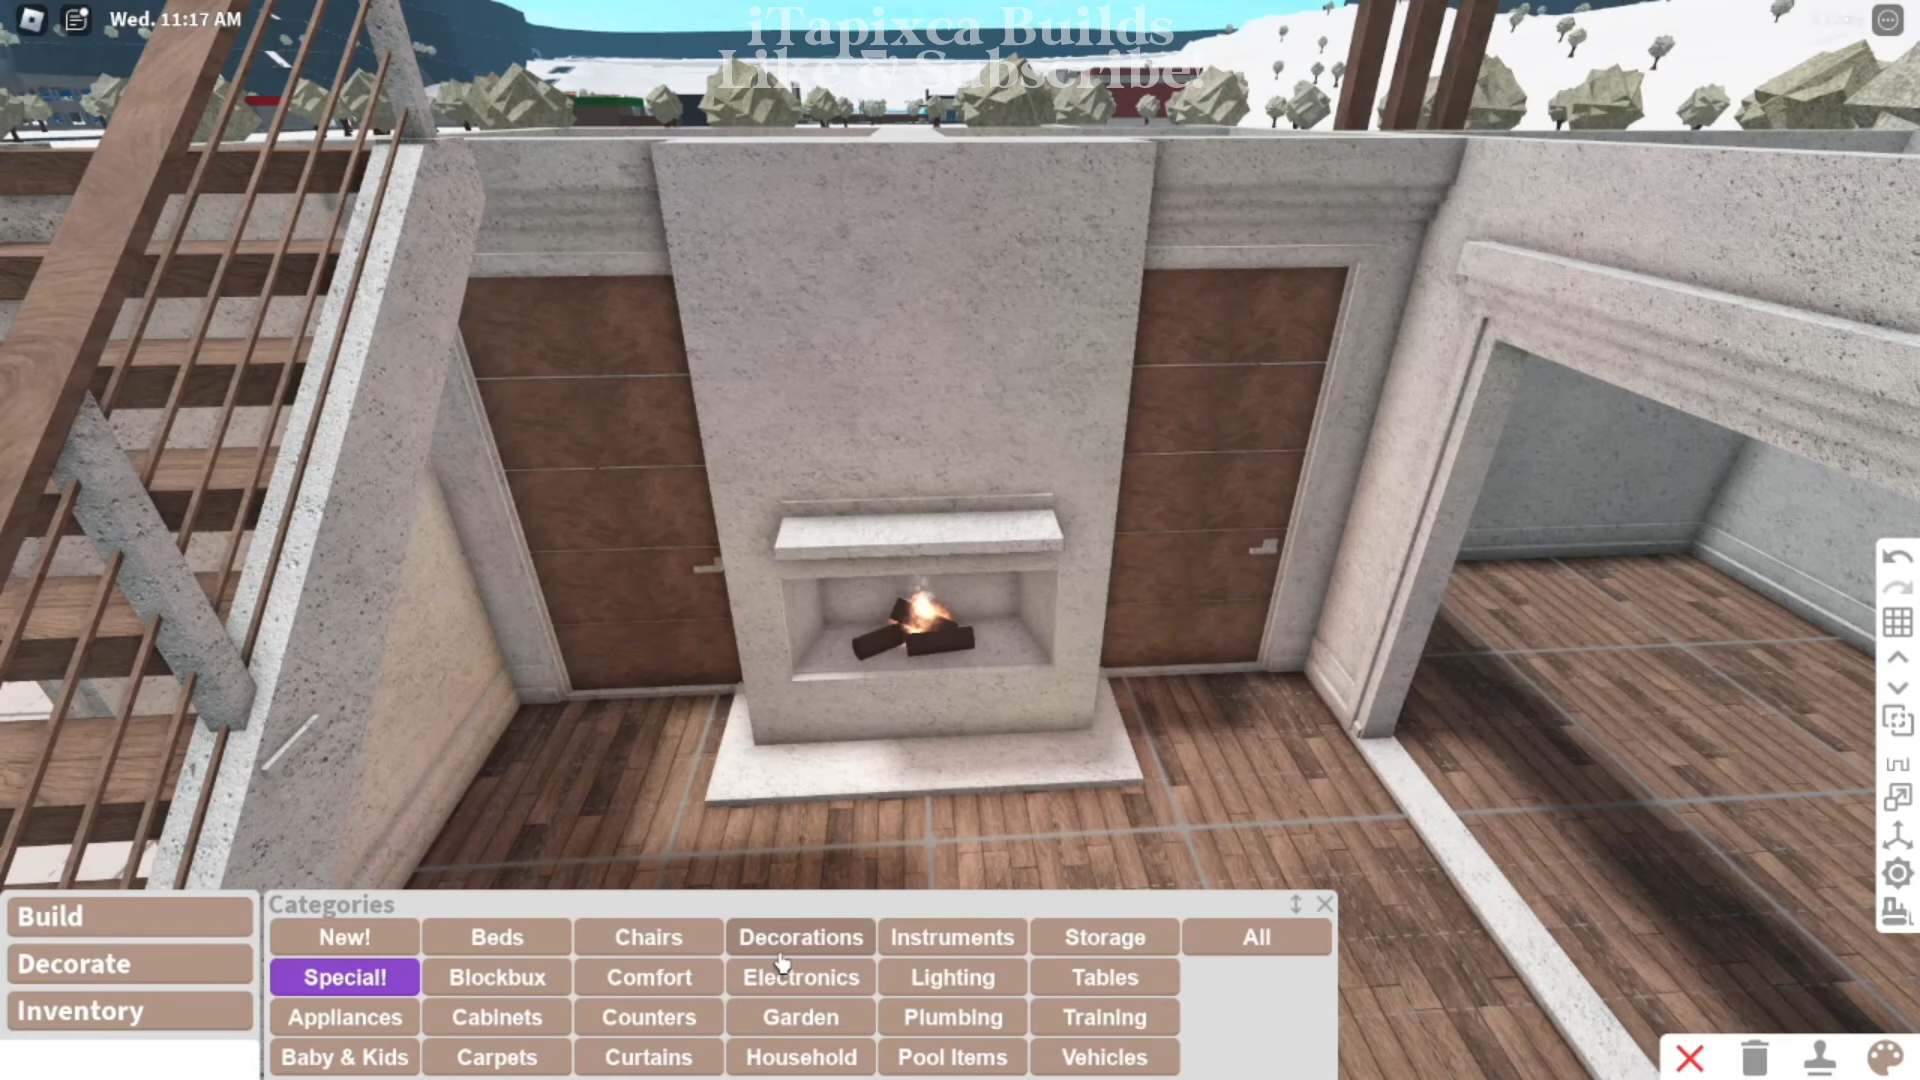 Wed. 11:17 AM
iTapixca Builds
Like & Subscribe!
Build
Decorate
Inventory
Categories
New! Beds Chairs Decorations Instruments Storage All
Special! Blockbux Comfort Electronics Lighting Tables
Appliances Cabinets Counters Garden Plumbing Training
Baby & Kids Carpets Curtains Household Pool Items Vehicles